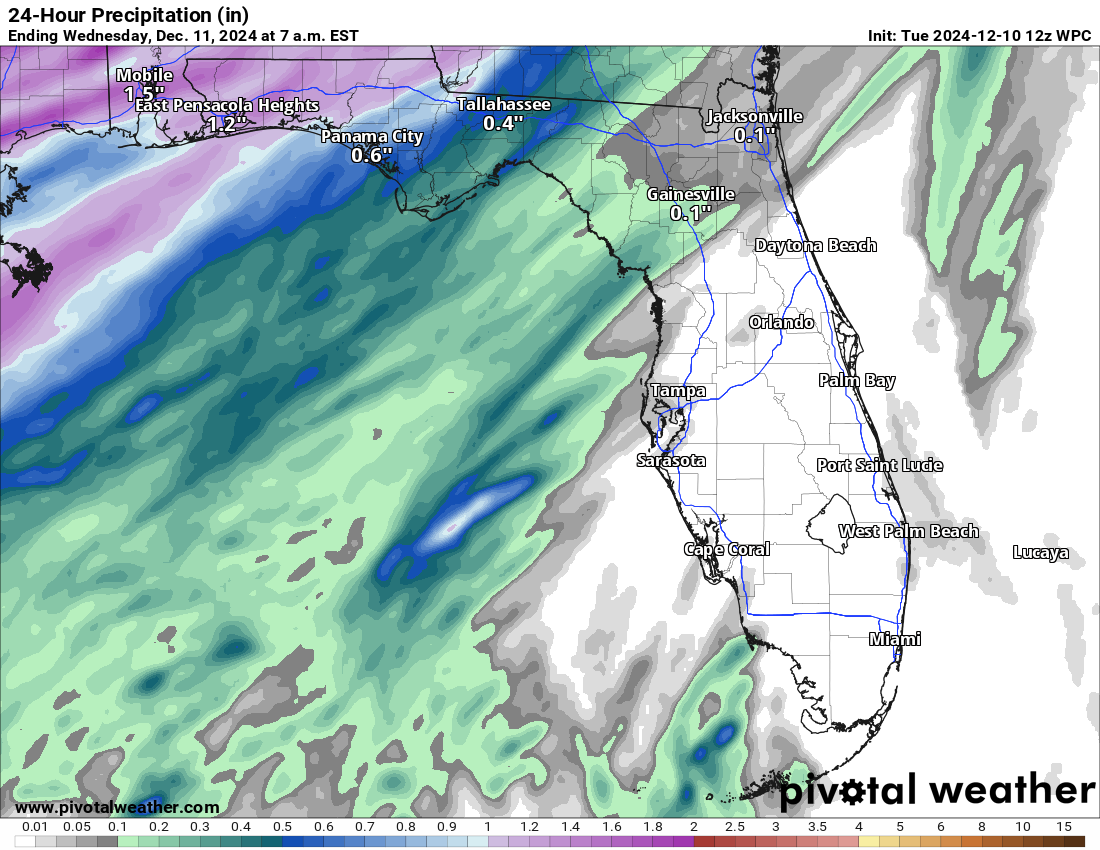 24-Hour Precipitation (in)
Ending Wednesday, Dec. 11, 2024 at 7 a.m. EST
Init: Tue 2024-12-10 12z WPC
Mobile
1.5"
East Pensacola Heights
1.2"
Panama City
0.6"
Tallahassee
0.4"
Jacksonville
0.1"
Gainesville
0.1"
Daytona Beach
Orlando
Palm Bay
Tampa
Sarasota
Port Saint Lucie
West Palm Beach
Cape Coral
Lucaya
Miami
pivotal weather
www.pivotalweather.com
0.01 0.05 0.1 0.2 0.3 0.4 0.5 0.6 0.7 0.8 0.9 1 1.2 1.4 1.6 1.8 2 2.5 3 3.5 4 5 6 8 10 15